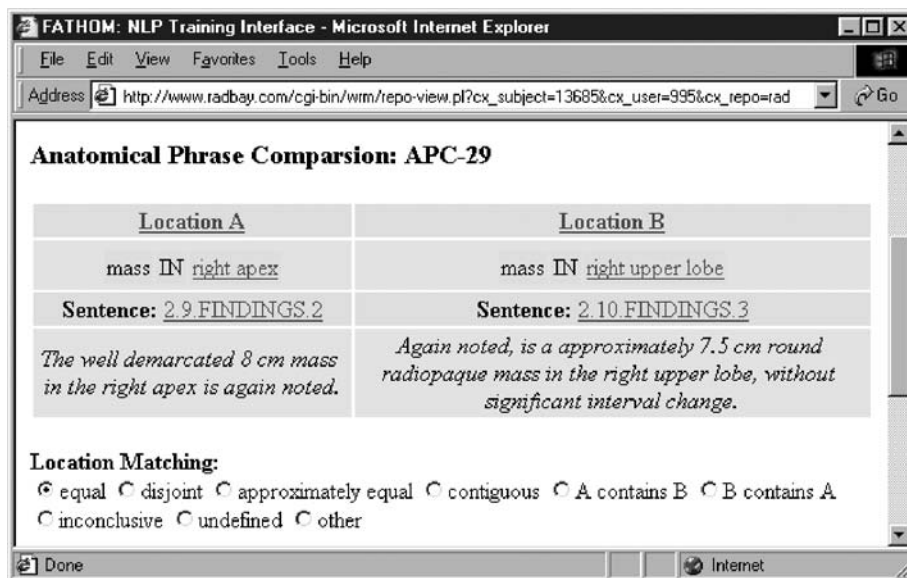 FATHOM: NLP Training Interface - Microsoft Internet Explorer
File Edit View Favorites Tools Help
Address http://www.radbay.com/cgi-bin/wrm/repo-view.pl?cx_subject=13685&cx_user=995&cx_repo=rad Go
Anatomical Phrase Comparsion: APC-29
Location A Location B
mass IN right apex mass IN right upper lobe
Sentence: 2.9.FINDINGS.2 Sentence: 2.10.FINDINGS.3
The well demarcated 8 cm mass
in the right apex is again noted.
Again noted, is a approximately 7.5 cm round
radiopaque mass in the right upper lobe, without
significant interval change.
Location Matching:
equal disjoint approximately equal contiguous A contains B B contains A
inconclusive undefined other
Done Internet